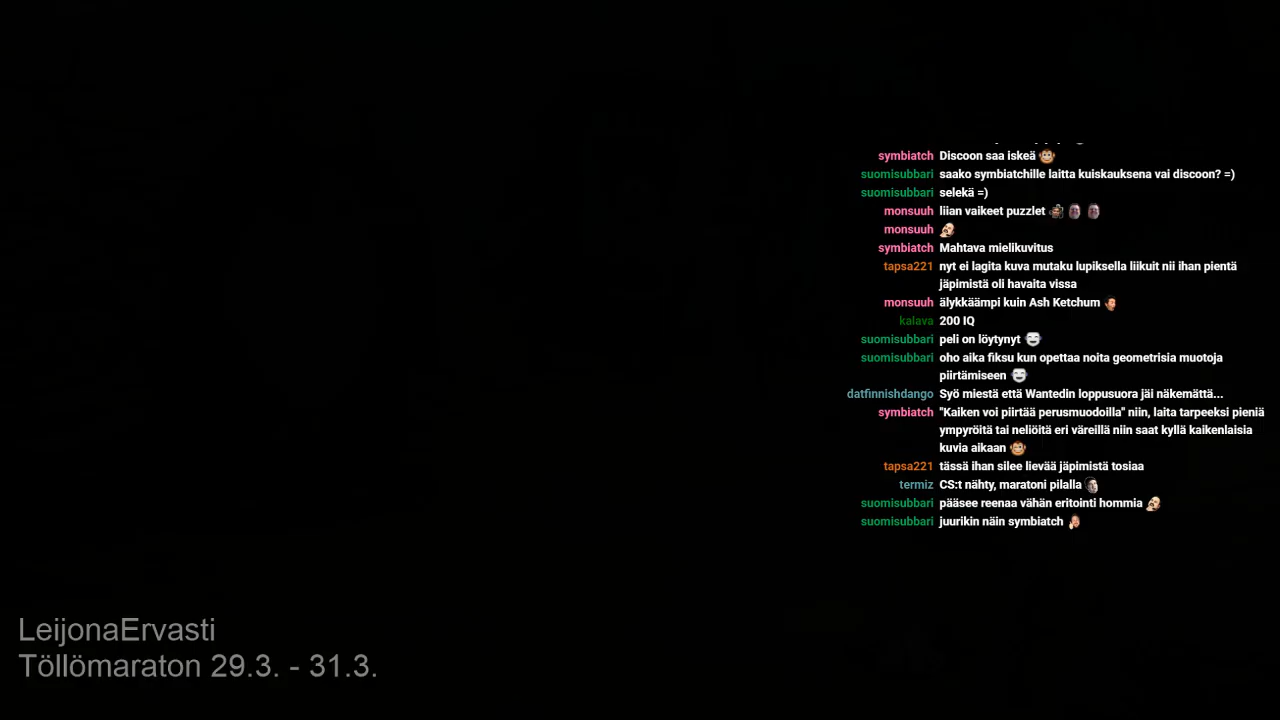 symbiatch Discoon saa iskeä
suomisubbari saako symbiatchille laitta kuiskauksena vai discoon? =)
suomisubbari selekä =)
monsuuh liian vaikeet puzzlet
monsuuh
symbiatch Mahtava mielikuvitus
tapsa221 nyt ei lagita kuva mutaku lupiksella liikuit nii ihan pientä
jäpimistä oli havaita vissa
monsuuh älykkäämpi kuin Ash Ketchum
kalava 200 IQ
suomisubbari peli on löytynyt
suomisubbari oho aika fiksu kun opettaa noita geometrisia muotoja
piirtämiseen
datfinnishdango Syö miestä että Wantedin loppusuora jäi näkemättä...
symbiatch "Kaiken voi piirtää perusmuodoilla" niin, laita tarpeeksi pieniä
ympyröitä tai neliöitä eri väreillä niin saat kyllä kaikenlaisia
kuvia aikaan
tapsa221 tässä ihan silee lievää jäpimistä tosiaa
termiz CS:t nähty, maratoni pilalla
suomisubbari pääsee reenaa vähän eritointi hommia
suomisubbari juurikin näin symbiatch
LeijonaErvasti
Töllömaraton 29.3. - 31.3.